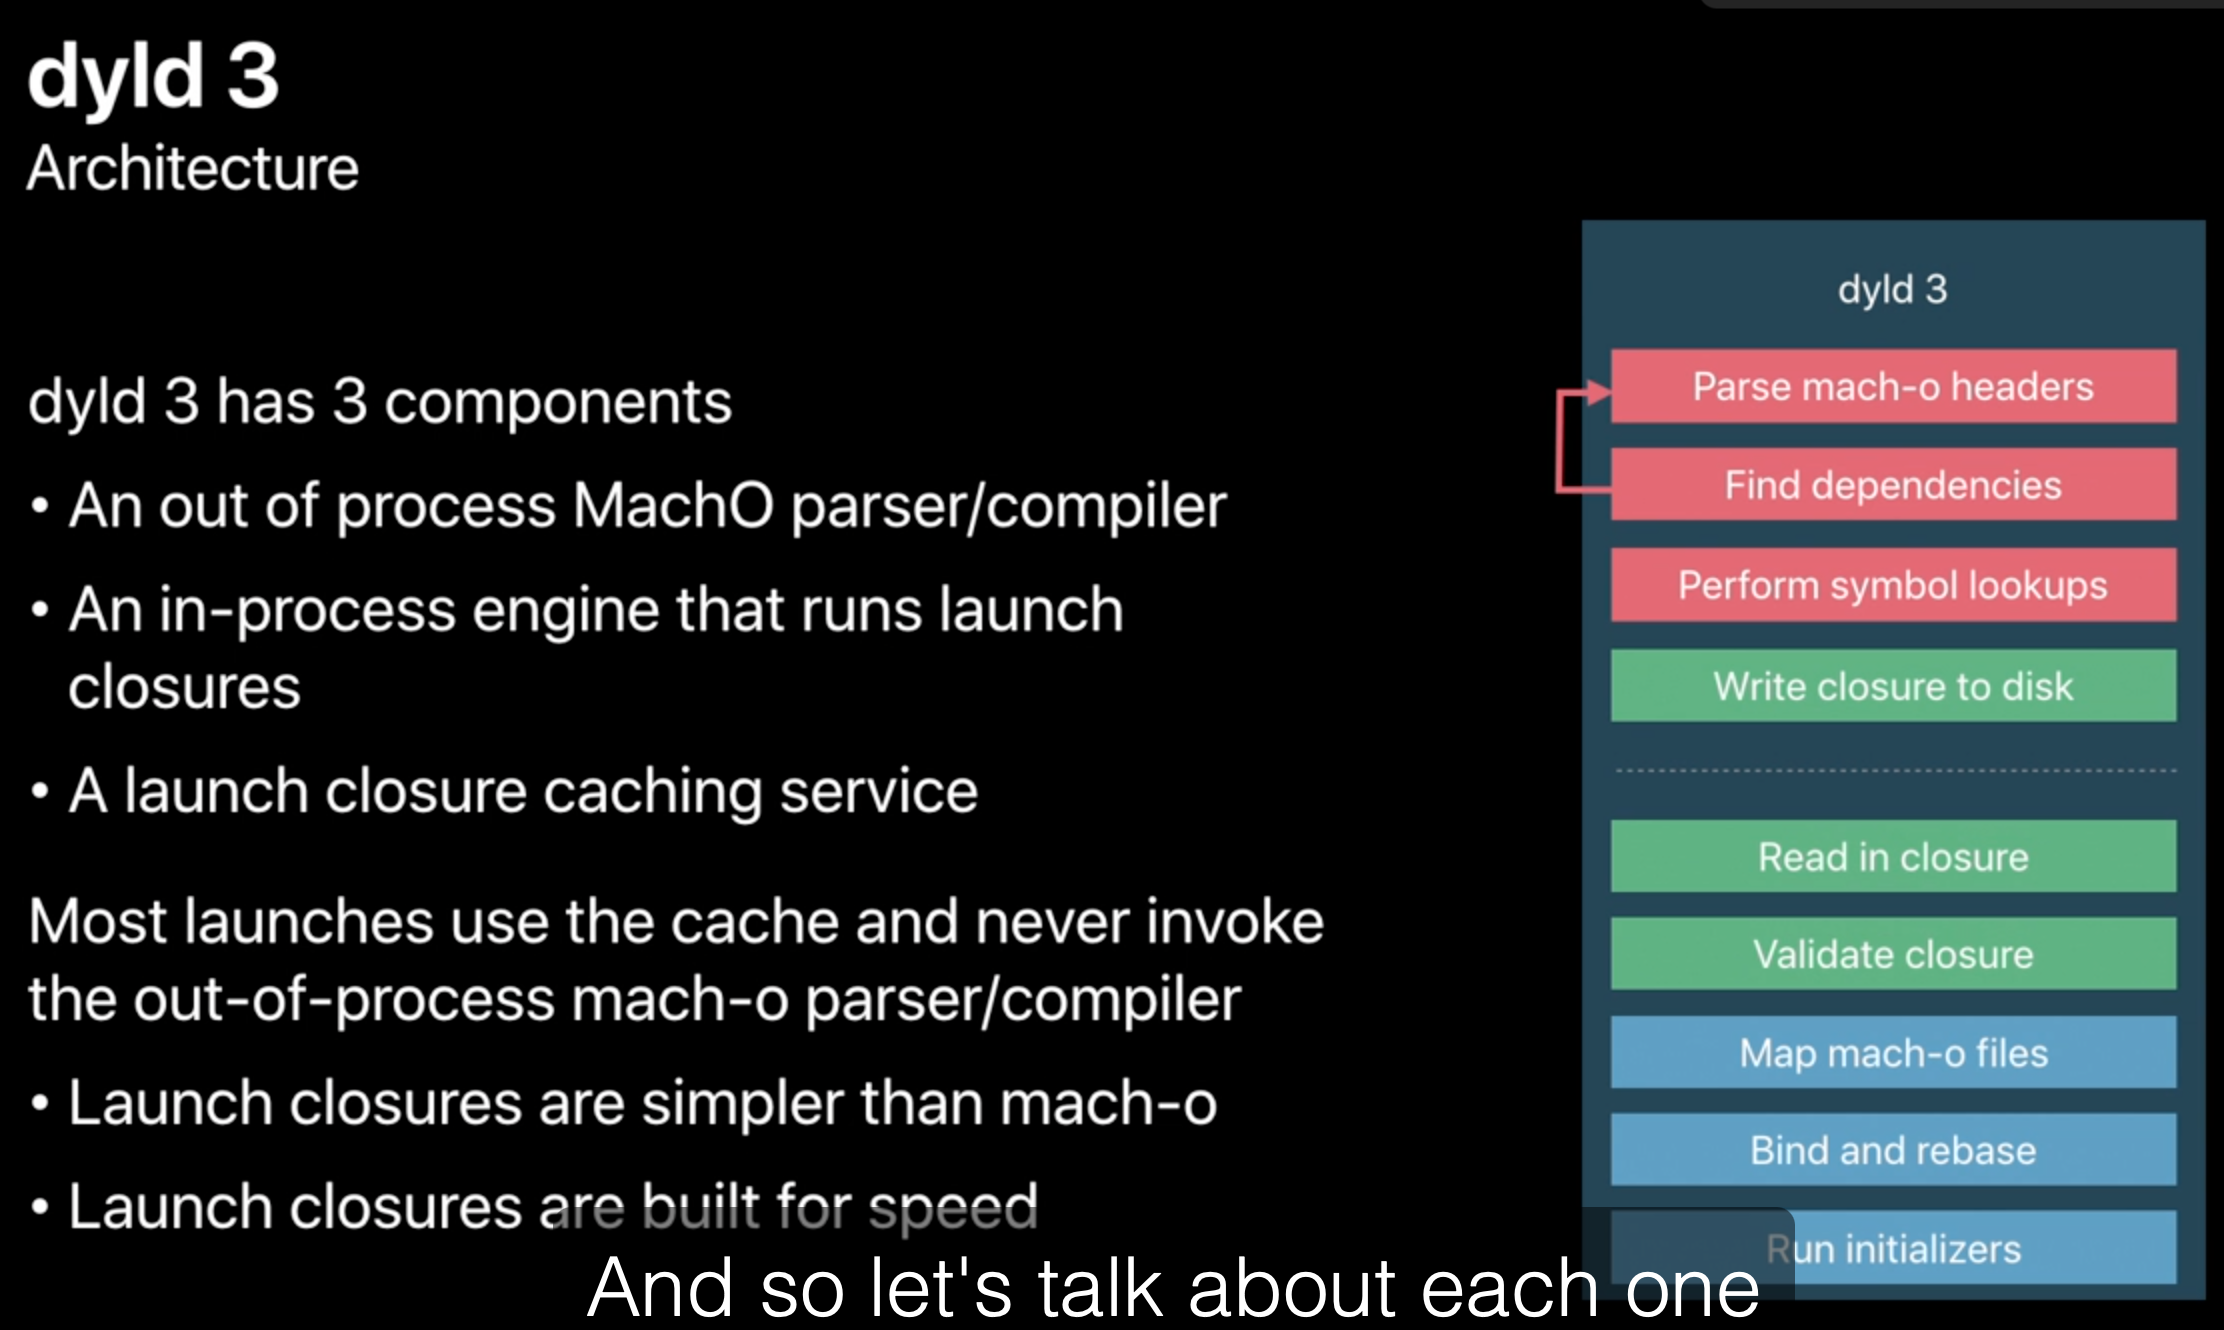 dyld 3
Architecture
dyld 3 has 3 components
• An out of process MachO parser/compiler
• An in-process engine that runs launch
closures
• A launch closure caching service
Most launches use the cache and never invoke
the out-of-process mach-o parser/compiler
• Launch closures are simpler than mach-o
• Launch closures are built for speed
dyld 3
Parse mach-o headers
Find dependencies
Perform symbol lookups
Write closure to disk
Read in closure
Validate closure
Map mach-o files
Bind and rebase
Run initializers
And so let's talk about each one